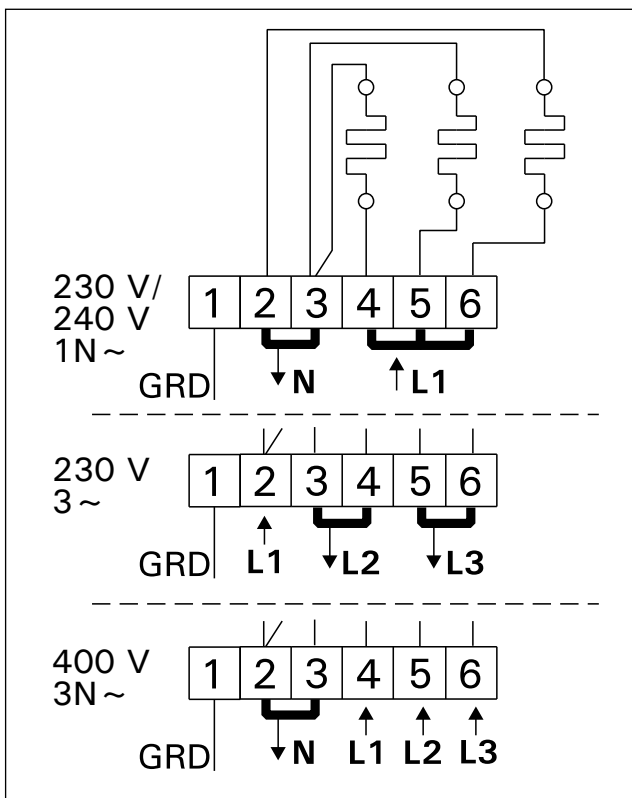 230 V/
240 V
1N~
1 2 3 4 5 6
GRD N L1
230 V
3~
1 2 3 4 5 6
GRD L1 L2 L3
400 V
3N~
1 2 3 4 5 6
GRD N L1 L2 L3